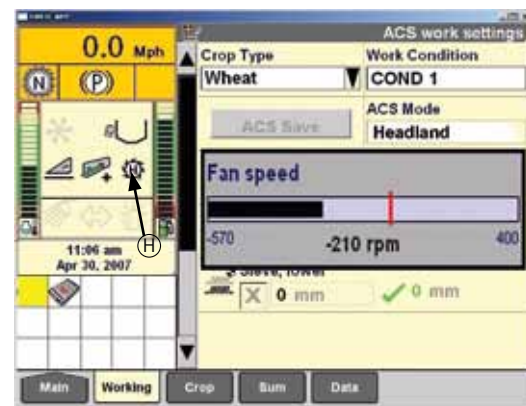 ACS work settings
0.0 Mph
N
P
Crop Type
Wheat
Work Condition
COND 1
ACS Save
ACS Mode
Headland
H
Fan speed
-570
-210 rpm
400
H
11:06 am
Apr 30, 2007
Sieve, lower
X
0 mm
0 mm
Main
Working
Crop
Sum
Data